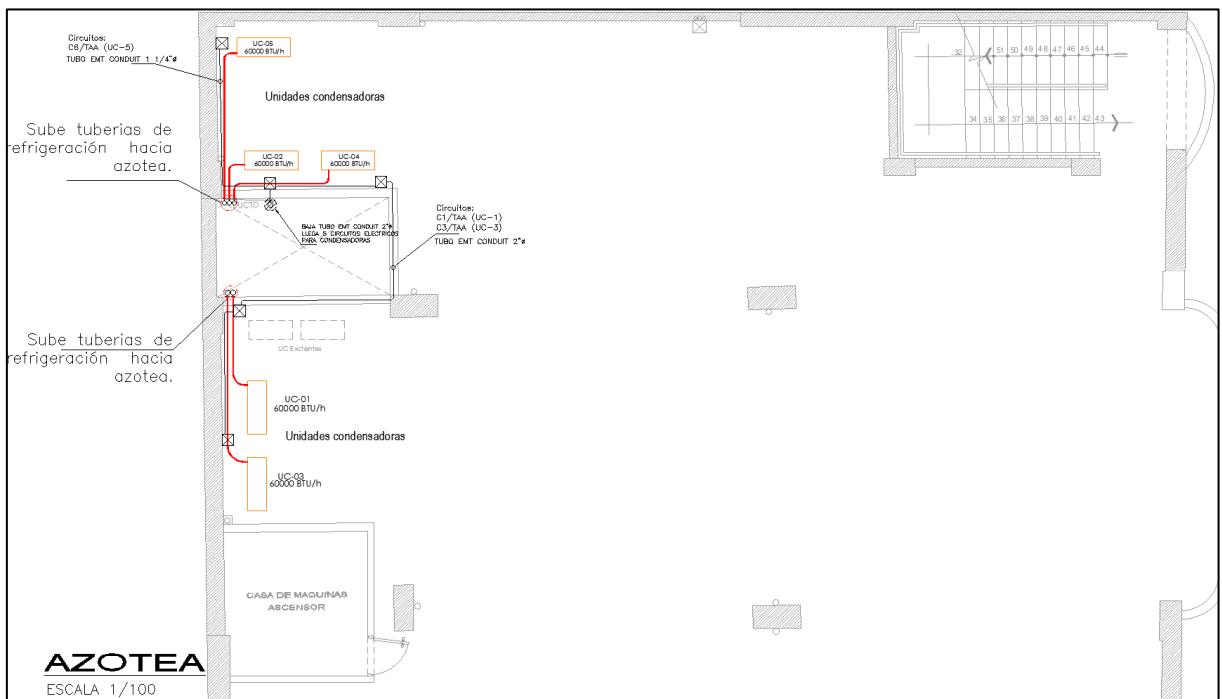 Circuitos:
C6/TAA (UC-5)
TUBO EMT CONDUIT 1 1/4"ø
UC-05
60000 BTU/h
Unidades condensadoras
Sube tuberias de
refrigeración hacia
azotea.
UC-02
60000 BTU/h
UC-04
60000 BTU/h
UCTO
BAJA TUBO EMT CONDUIT 2"ø
LLEGA 5 CIRCUITOS ELECTRICOS
PARA CONDENSADORAS
Circuitos:
C1/TAA (UC-1)
C3/TAA (UC-3)
TUBO EMT CONDUIT 2"ø
32 51 50 49 48 47 46 45 44
34 35 36 37 38 39 40 41 42 43
Sube tuberias de
refrigeración hacia
azotea.
UC Existentes
UC-01
60000 BTU/h
Unidades condensadoras
UC-03
60000 BTU/h
CASA DE MAQUINAS
ASCENSOR
AZOTEA
ESCALA 1/100